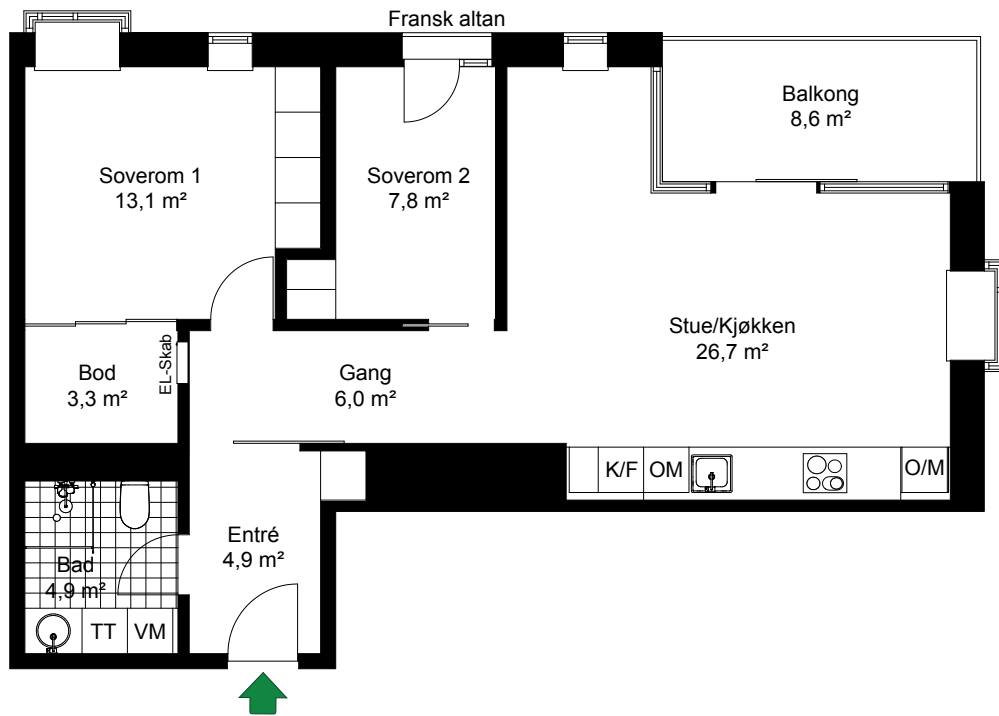 Fransk altan
Balkong
8,6 m²
Soverom 1
13,1 m²
Soverom 2
7,8 m²
Stue/Kjøkken
26,7 m²
EL-Skab
Bod
3,3 m²
Gang
6,0 m²
K/F
OM
O/M
Entré
4,9 m²
Bad
4,9 m²
TT
VM